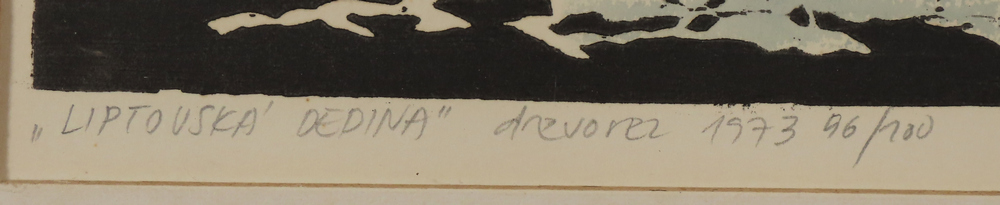 „LIPTOVSKÁ DEDINA" drevorez 1973 96/100